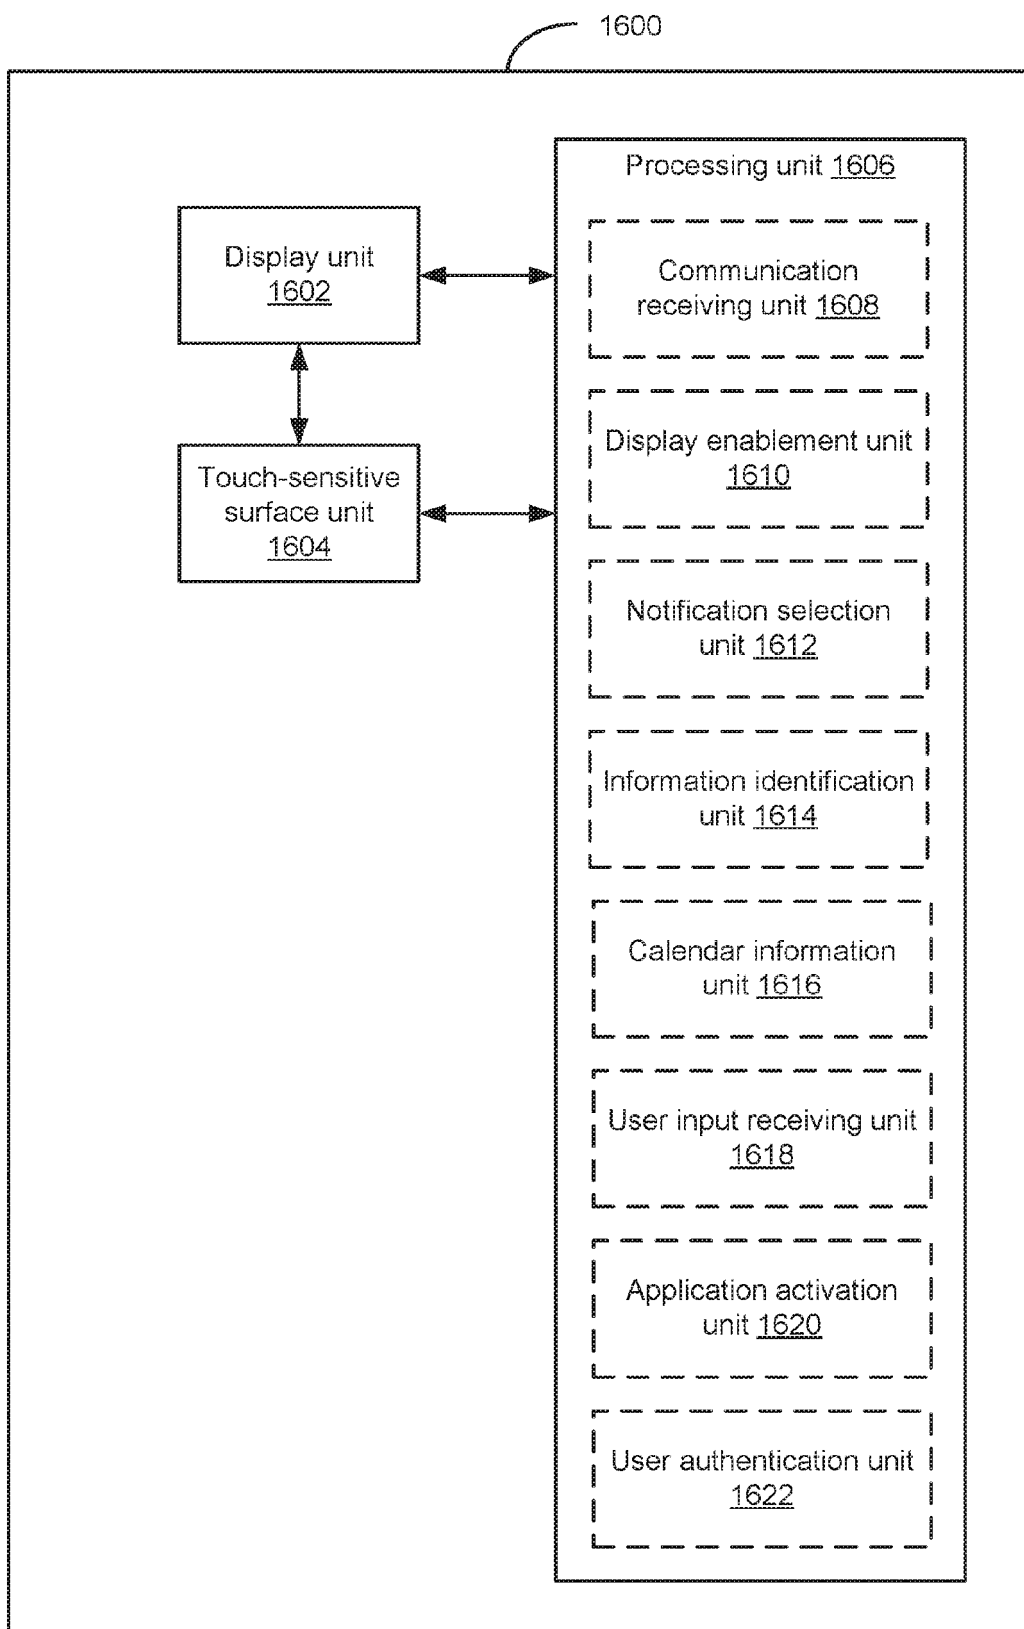 1600
Processing unit 1606
Display unit
1602
Touch-sensitive
surface unit
1604
Communication
receiving unit 1608
Display enablement unit
1610
Notification selection
unit 1612
Information identification
unit 1614
Calendar information
unit 1616
User input receiving unit
1618
Application activation
unit 1620
User authentication unit
1622